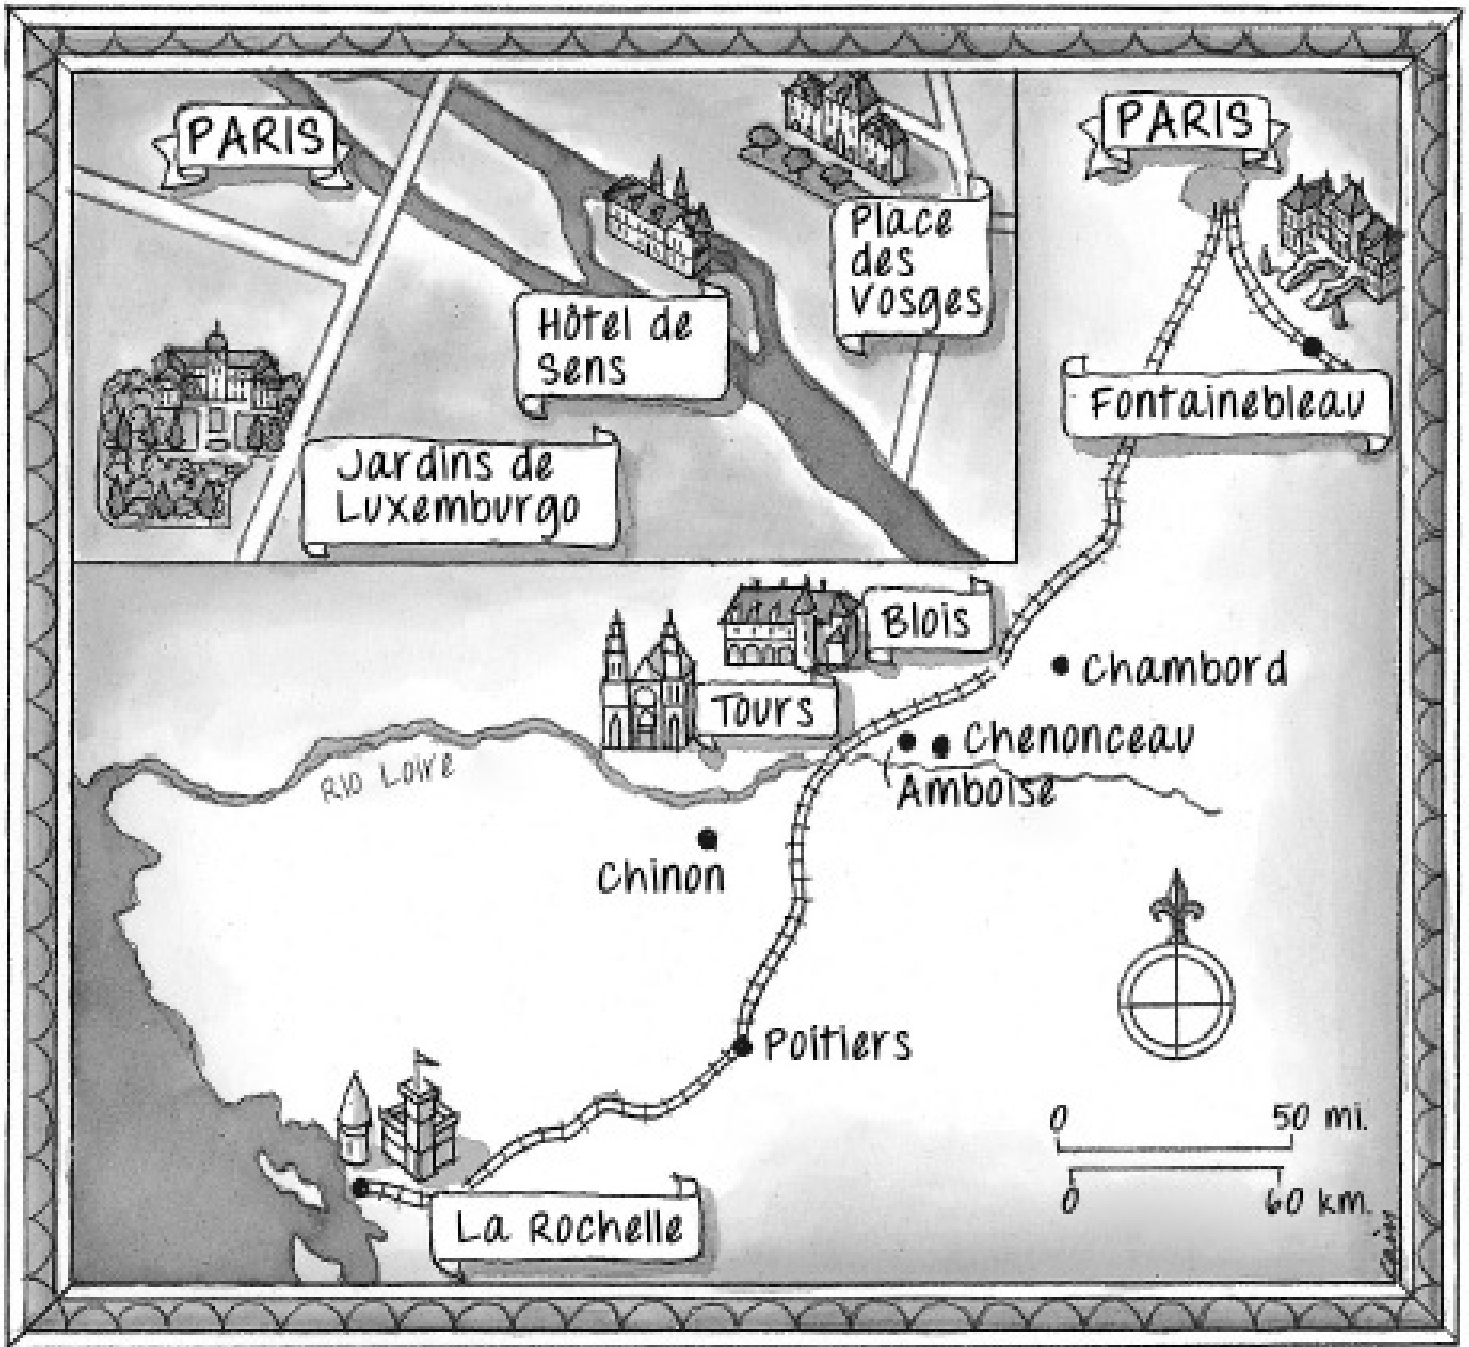 PARIS
Place
des
Vosges
Hôtel de
Sens
Jardins de
Luxemburgo
PARIS
Fontainebleau
Blois
Chambord
Tours
Chenonceau
Amboise
Rio Loire
Chinon
Poitiers
0 50 mi.
0 60 km.
La Rochelle